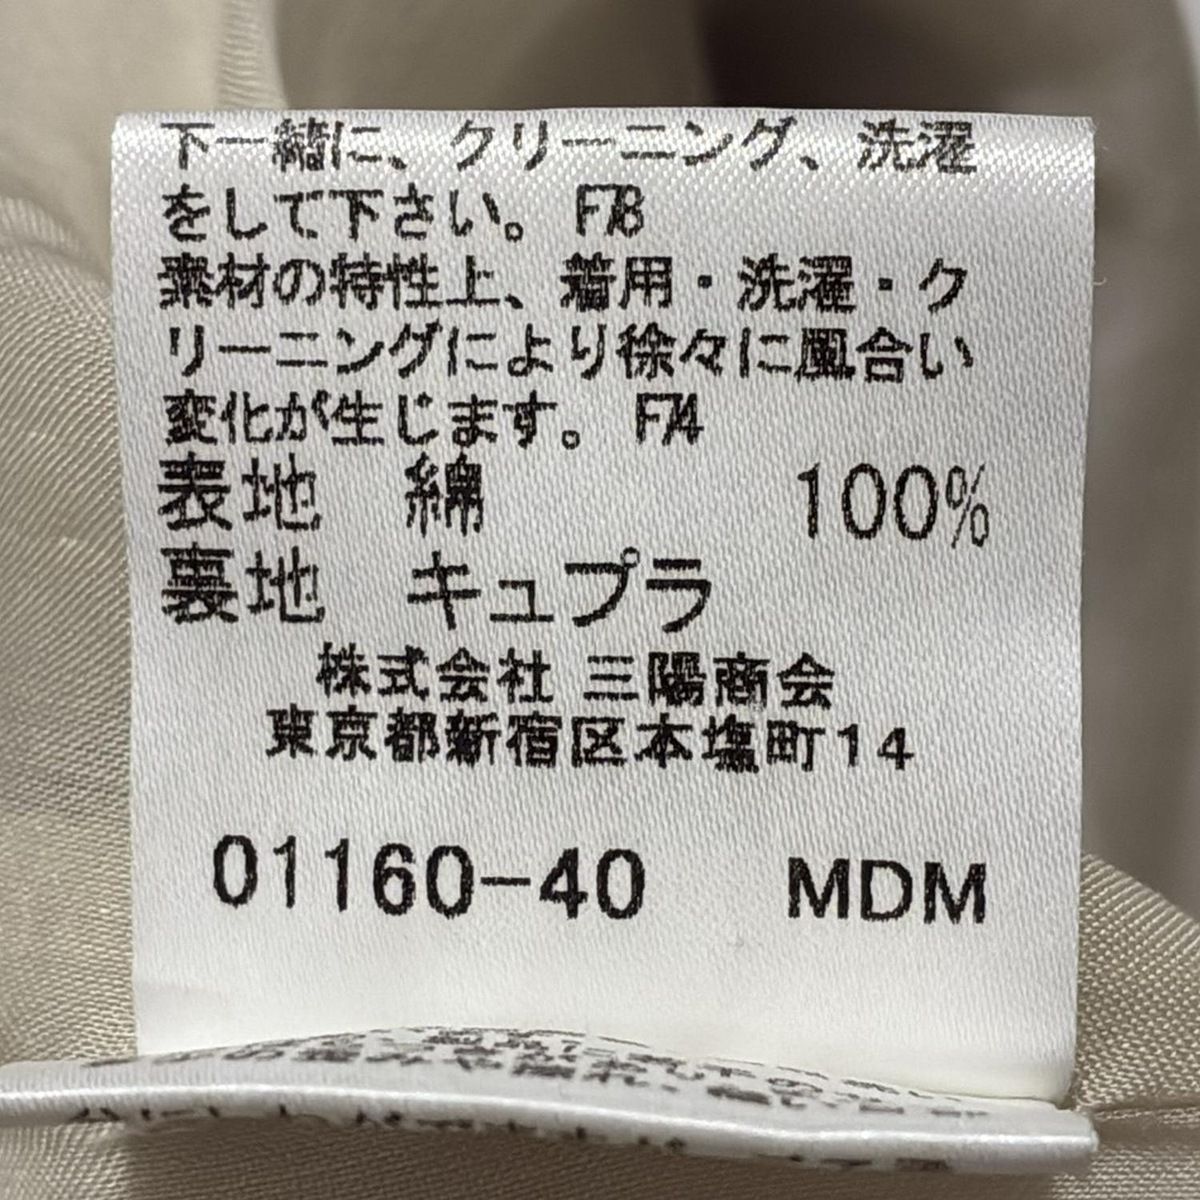 下一緒に、クリーニング、洗濯
をして下さい。 F78
素材の特性上、着用・洗濯・ク
リーニングにより徐々に風合い
変化が生じます。 F74
表地 綿 100%
裏地 キュプラ
株式会社 三陽商会
東京都新宿区本塩町14
01160-40 MDM